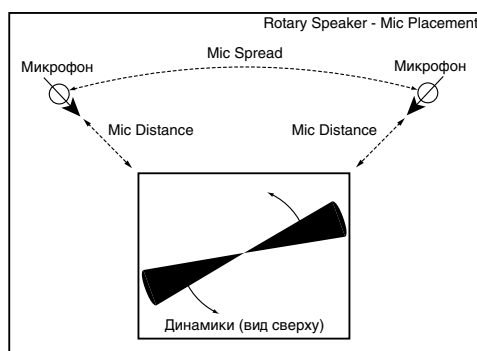 Rotary Speaker - Mic Placement
Mic Spread
Микрофон
Микрофон
Mic Distance
Mic Distance
Динамики (вид сверху)